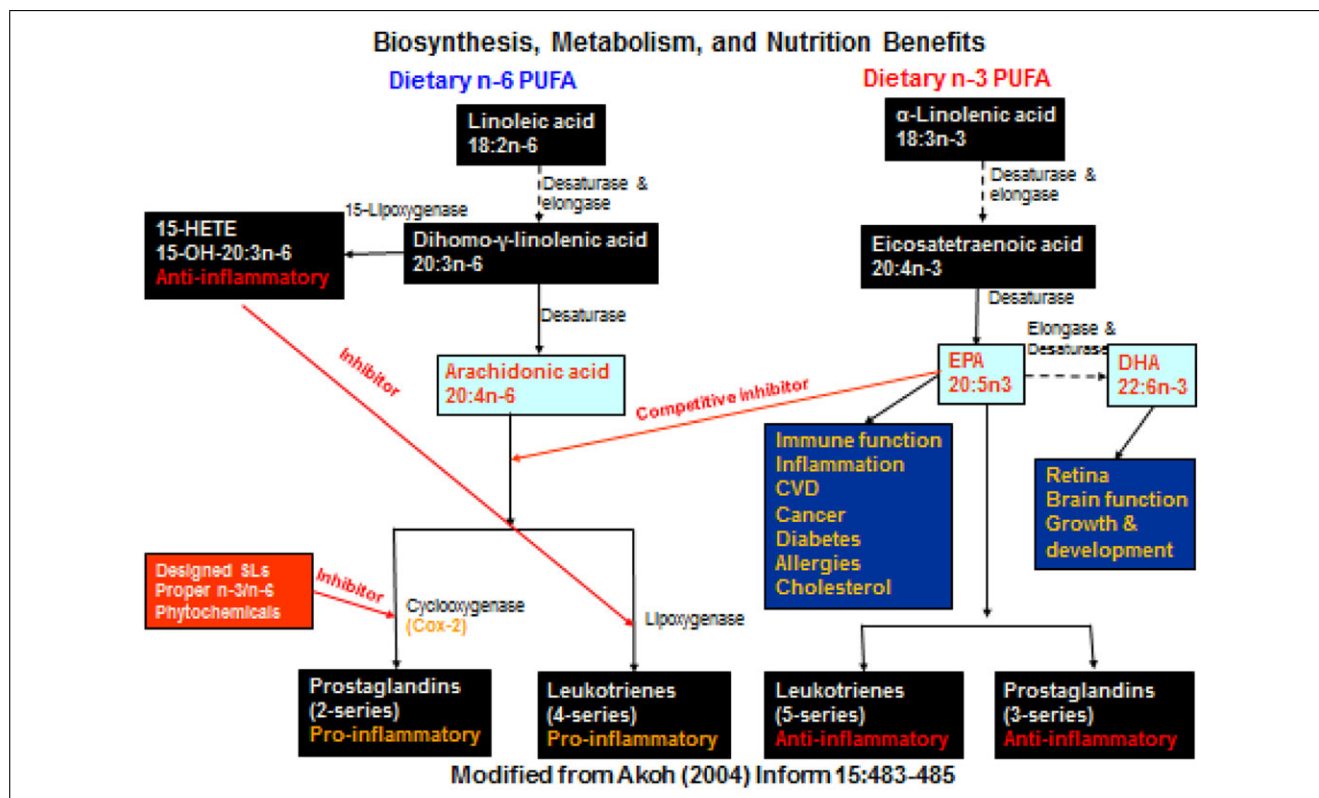 Biosynthesis, Metabolism, and Nutrition Benefits
Dietary n-6 PUFA
Dietary n-3 PUFA
Linoleic acid
18:2n-6
α-Linolenic acid
18:3n-3
Desaturase &
elongase
Desaturase &
elongase
15-Lipoxygenase
15-HETE
15-OH-20:3n-6
Anti-inflammatory
Dihomo-γ-linolenic acid
20:3n-6
Eicosatetraenoic acid
20:4n-3
Desaturase
Desaturase
Elongase &
Desaturase
Inhibitor
Arachidonic acid
20:4n-6
Competitive inhibitor
EPA
20:5n3
DHA
22:6n-3
Immune function
Inflammation
CVD
Cancer
Diabetes
Allergies
Cholesterol
Retina
Brain function
Growth &
development
Designed SLs
Proper n-3/n-6
Phytochemicals
Inhibitor
Cyclooxygenase
(Cox-2)
Lipoxygenase
Prostaglandins
(2-series)
Pro-inflammatory
Leukotrienes
(4-series)
Pro-inflammatory
Leukotrienes
(5-series)
Anti-inflammatory
Prostaglandins
(3-series)
Anti-inflammatory
Modified from Akoh (2004) Inform 15:483-485